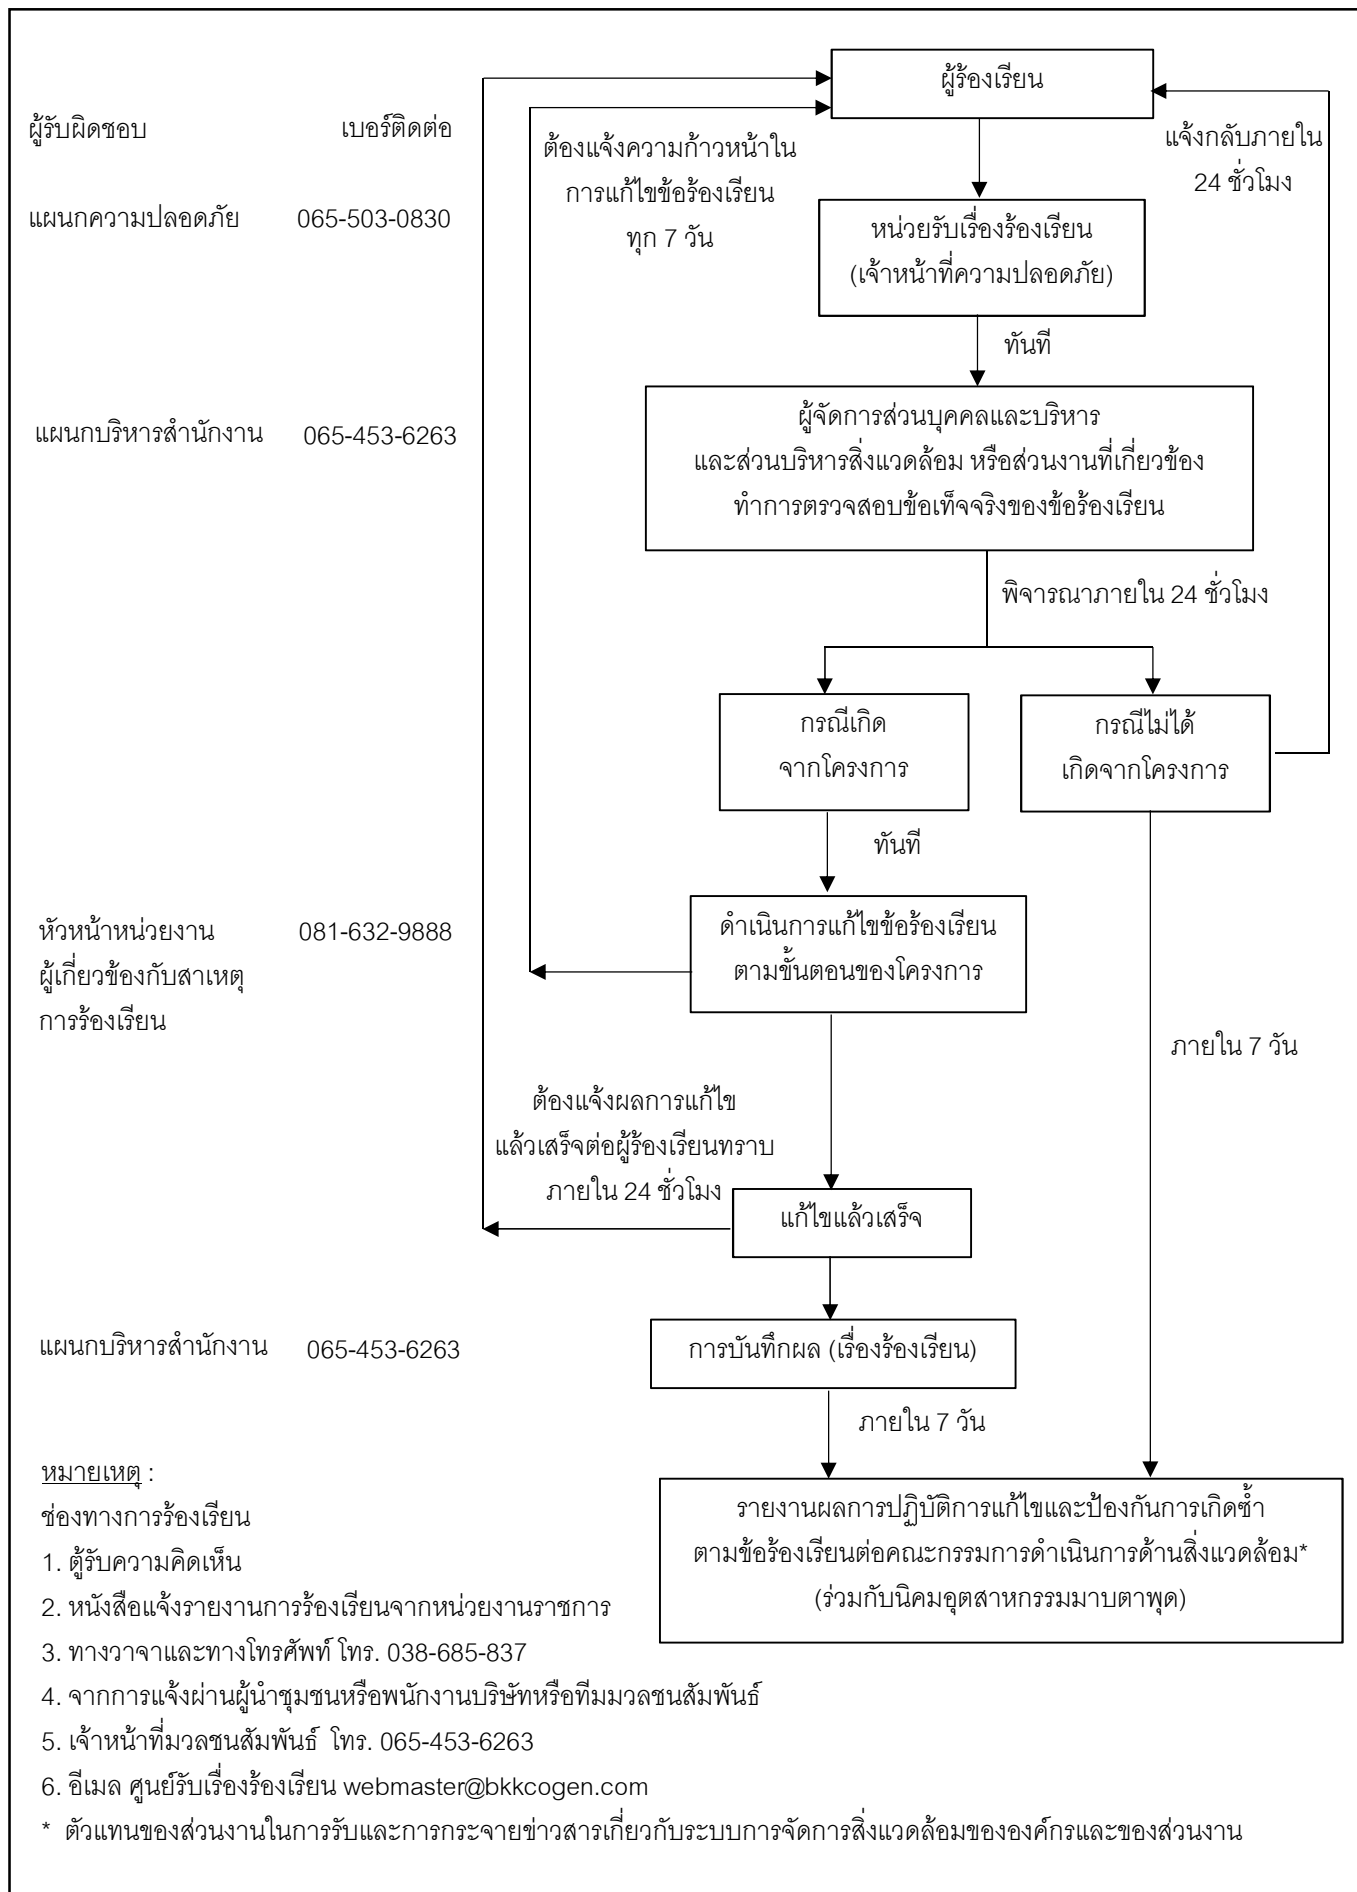 ผู้ร้องเรียน
ผู้รับผิดชอบ เบอร์ติดต่อ
ต้องแจ้งความก้าวหน้าใน
การแก้ไขข้อร้องเรียน
ทุก 7 วัน
แจ้งกลับภายใน
24 ชั่วโมง
แผนกความปลอดภัย 065-503-0830
หน่วยรับเรื่องร้องเรียน
(เจ้าหน้าที่ความปลอดภัย)
ทันที
แผนกบริหารสำนักงาน 065-453-6263
ผู้จัดการส่วนบุคคลและบริหาร
และส่วนบริหารสิ่งแวดล้อม หรือส่วนงานที่เกี่ยวข้อง
ทำการตรวจสอบข้อเท็จจริงของข้อร้องเรียน
พิจารณาภายใน 24 ชั่วโมง
กรณีเกิด
จากโครงการ
กรณีไม่ได้
เกิดจากโครงการ
ทันที
หัวหน้าหน่วยงาน 081-632-9888
ผู้เกี่ยวข้องกับสาเหตุ
การร้องเรียน
ดำเนินการแก้ไขข้อร้องเรียน
ตามขั้นตอนของโครงการ
ภายใน 7 วัน
ต้องแจ้งผลการแก้ไข
แล้วเสร็จต่อผู้ร้องเรียนทราบ
ภายใน 24 ชั่วโมง
แก้ไขแล้วเสร็จ
แผนกบริหารสำนักงาน 065-453-6263
การบันทึกผล (เรื่องร้องเรียน)
ภายใน 7 วัน
รายงานผลการปฏิบัติการแก้ไขและป้องกันการเกิดซ้ำ
ตามข้อร้องเรียนต่อคณะกรรมการดำเนินการด้านสิ่งแวดล้อม*
(ร่วมกับนิคมอุตสาหกรรมมาบตาพุด)
หมายเหตุ :
ช่องทางการร้องเรียน
1. ตู้รับความคิดเห็น
2. หนังสือแจ้งรายงานการร้องเรียนจากหน่วยงานราชการ
3. ทางวาจาและทางโทรศัพท์ โทร. 038-685-837
4. จากการแจ้งผ่านผู้นำชุมชนหรือพนักงานบริษัทหรือทีมมวลชนสัมพันธ์
5. เจ้าหน้าที่มวลชนสัมพันธ์ โทร. 065-453-6263
6. อีเมล ศูนย์รับเรื่องร้องเรียน webmaster@bkkcogen.com
* ตัวแทนของส่วนงานในการรับและการกระจายข่าวสารเกี่ยวกับระบบการจัดการสิ่งแวดล้อมขององค์กรและของส่วนงาน